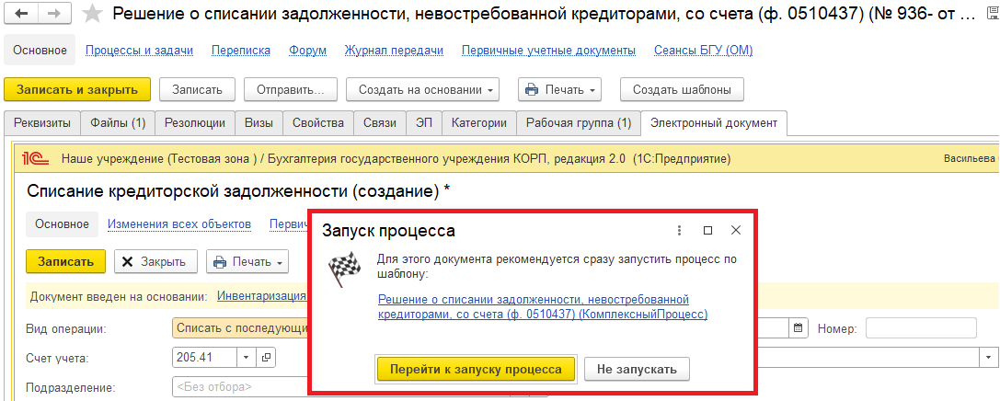 Решение о списании задолженности, невостребованной кредиторами, со счета (ф. 0510437) (№ 936- от ...
Основное Процессы и задачи Переписка Форум Журнал передачи Первичные учетные документы Сеансы БГУ (ОМ)
Записать и закрыть Записать Отправить... Создать на основании Печать Создать шаблоны
Реквизиты Файлы (1) Резолюции Визы Свойства Связи ЭП Категории Рабочая группа (1) Электронный документ
1С Наше учреждение (Тестовая зона ) / Бухгалтерия государственного учреждения КОРП, редакция 2.0 (1С:Предприятие) Васильева
Списание кредиторской задолженности (создание) *
Основное Изменения всех объектов Первич
Записать Закрыть Печать
Документ введен на основании: Инвентаризация
Вид операции: Списать с последующи
Номер:
Счет учета: 205.41
Подразделение: <Без отбора>
Запуск процесса
Для этого документа рекомендуется сразу запустить процесс по
шаблону:
Решение о списании задолженности, невостребованной
кредиторами, со счета (ф. 0510437) (КомплексныйПроцесс)
Перейти к запуску процесса Не запускать